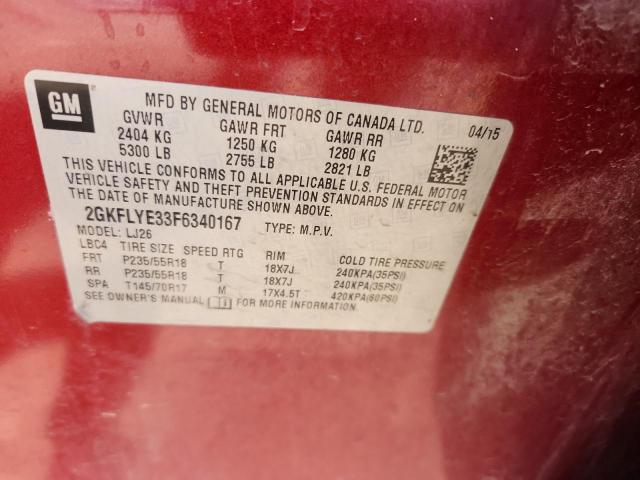 GM
MFD BY GENERAL MOTORS OF CANADA LTD. 04/15
GVWR GAWR FRT GAWR RR
2404 KG 1250 KG 1280 KG
5300 LB 2755 LB 2821 LB
THIS VEHICLE CONFORMS TO ALL APPLICABLE U.S. FEDERAL MOTOR
VEHICLE SAFETY AND THEFT PREVENTION STANDARDS IN EFFECT ON
THE DATE OF MANUFACTURE SHOWN ABOVE.
2GKFLYE33F6340167 TYPE: M.P.V.
MODEL: LJ26
LBC4 TIRE SIZE SPEED RTG RIM COLD TIRE PRESSURE
FRT P235/55R18 T 18X7J 240KPA(35PSI)
RR P235/55R18 T 18X7J 240KPA(35PSI)
SPA T145/70R17 M 17X4.5T 420KPA(60PSI)
SEE OWNER'S MANUAL FOR MORE INFORMATION.